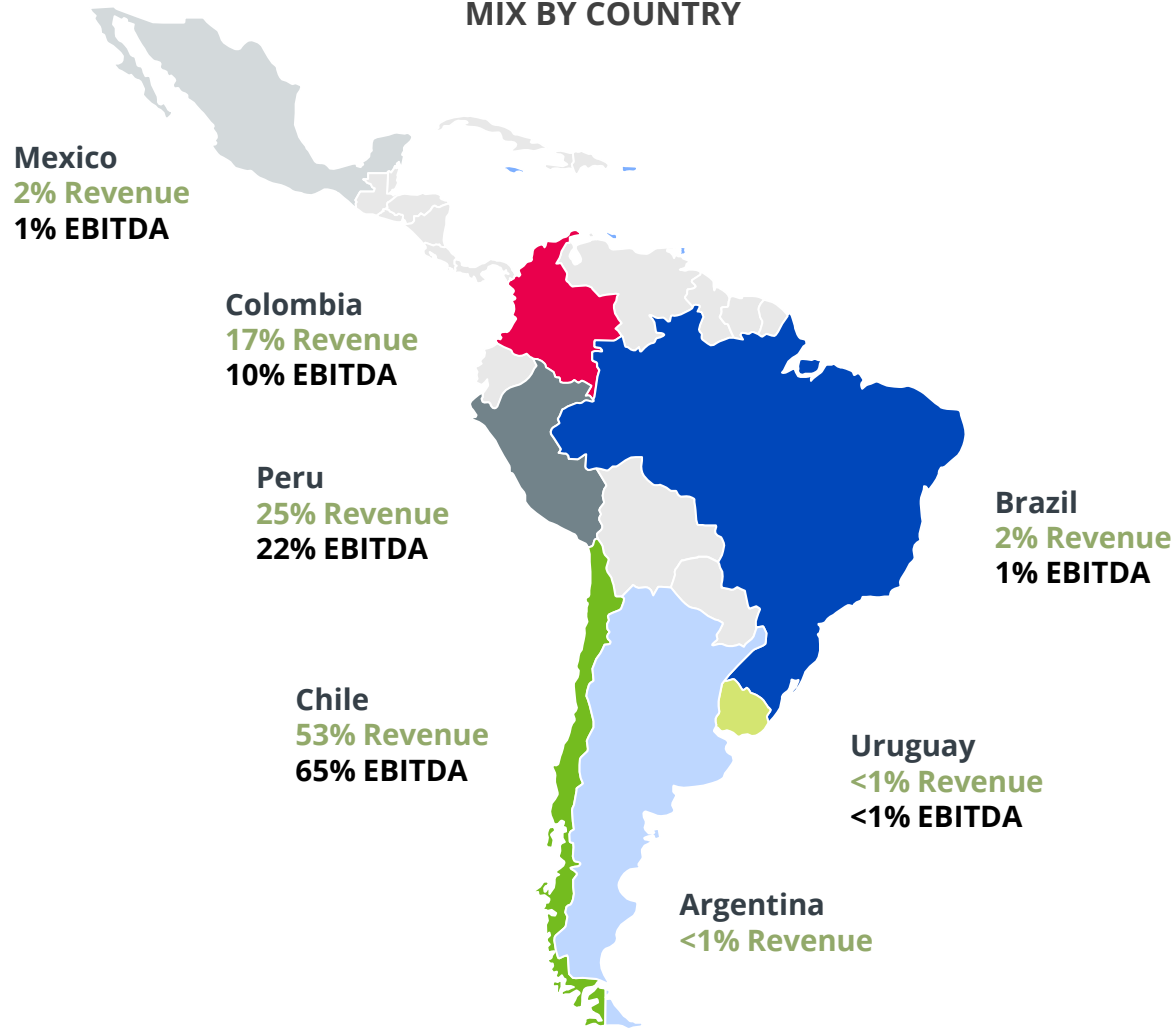 MIX BY COUNTRY
Mexico
2% Revenue
1% EBITDA
Colombia
17% Revenue
10% EBITDA
Peru
25% Revenue
22% EBITDA
Brazil
2% Revenue
1% EBITDA
Chile
53% Revenue
65% EBITDA
Uruguay
<1% Revenue
<1% EBITDA
Argentina
<1% Revenue